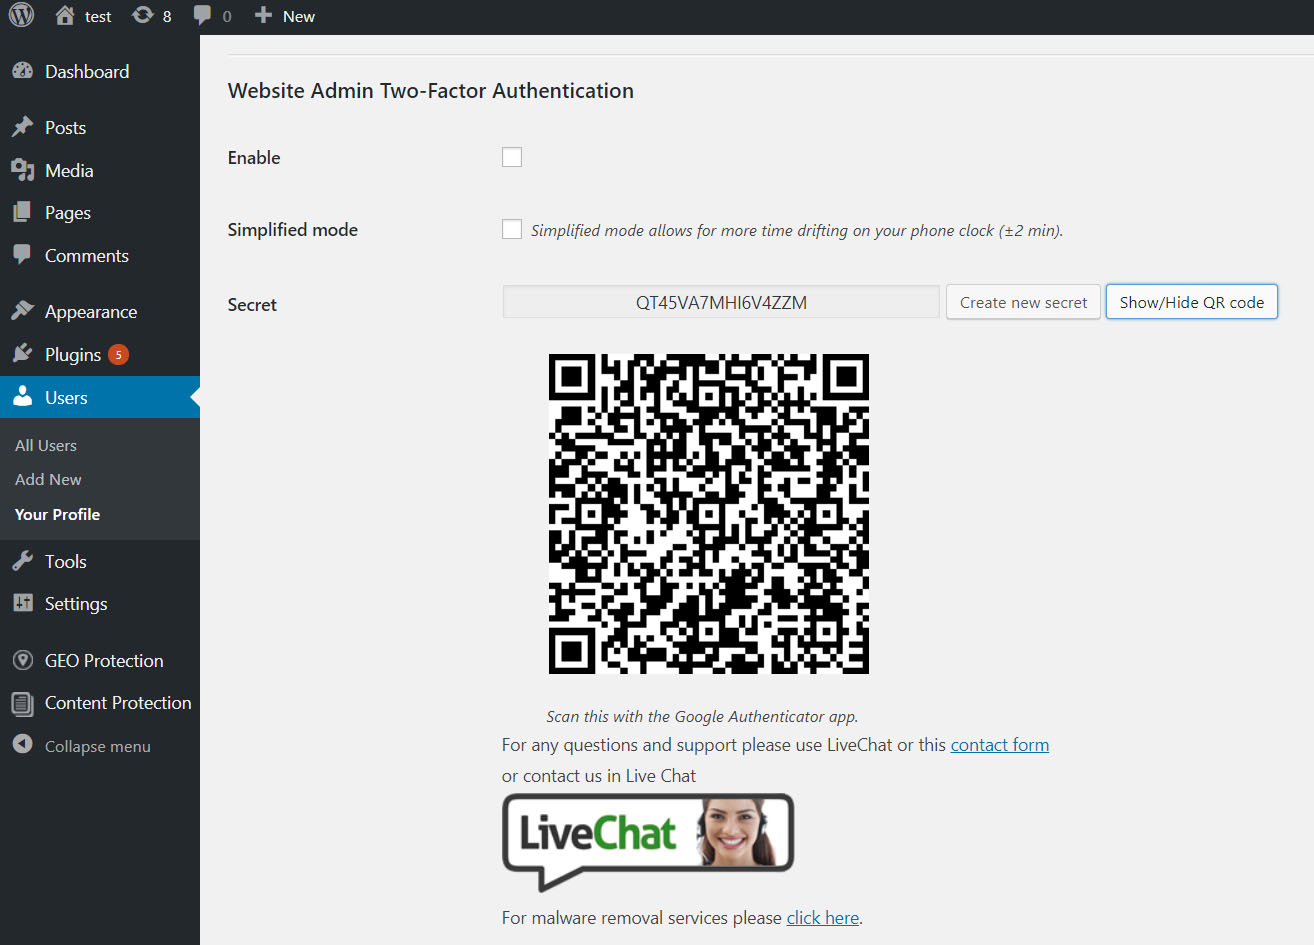 test 8 0 New
Dashboard
Posts
Media
Pages
Comments
Appearance
Plugins 5
Users
All Users
Add New
Your Profile
Tools
Settings
GEO Protection
Content Protection
Collapse menu
Website Admin Two-Factor Authentication
Enable
Simplified mode Simplified mode allows for more time drifting on your phone clock (±2 min).
Secret QT45VA7MHI6V4ZZM Create new secret Show/Hide QR code
Scan this with the Google Authenticator app.
For any questions and support please use LiveChat or this contact form
or contact us in Live Chat
LiveChat
For malware removal services please click here.